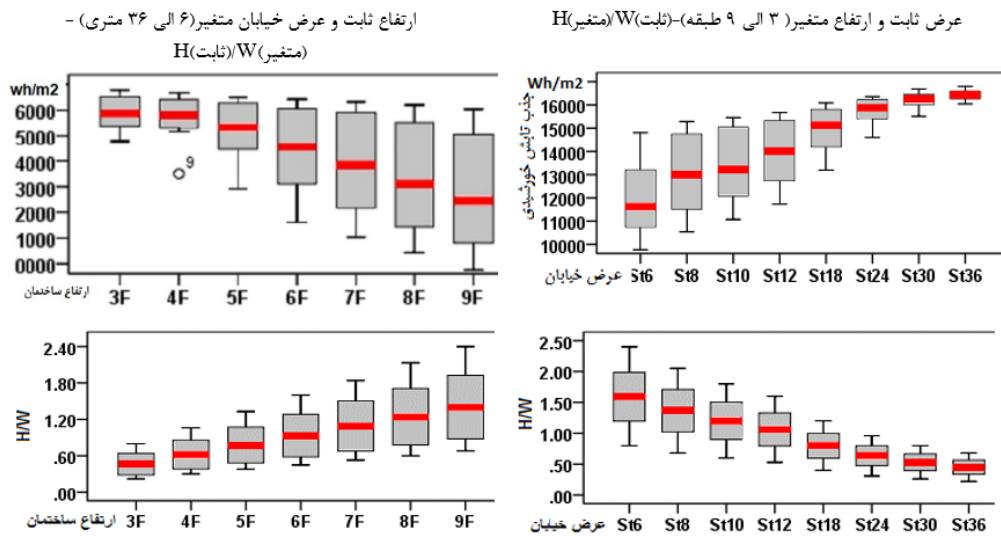 ارتفاع ثابت و عرض خیابان متغیر(۶ الی ۳۶ متری) -
(متغیر)H(ثابت)/W
عرض ثابت و ارتفاع متغیر( ۳ الی ۹ طبقه)-(ثابت)H(متغیر)/W
wh/m2
6000
5000
4000
3000
2000
1000
0000
9
ارتفاع ساختمان
3F 4F 5F 6F 7F 8F 9F
Wh/m2
جذب تابش خورشیدی
16000
15000
14000
13000
12000
11000
10000
عرض خیابان
St6 St8 St10 St12 St18 St24 St30 St36
H/W
2.40
1.80
1.20
.60
.00
ارتفاع ساختمان
3F 4F 5F 6F 7F 8F 9F
H/W
2.50
2.00
1.50
1.00
.50
.00
عرض خیابان
St6 St8 St10 St12 St18 St24 St30 St36